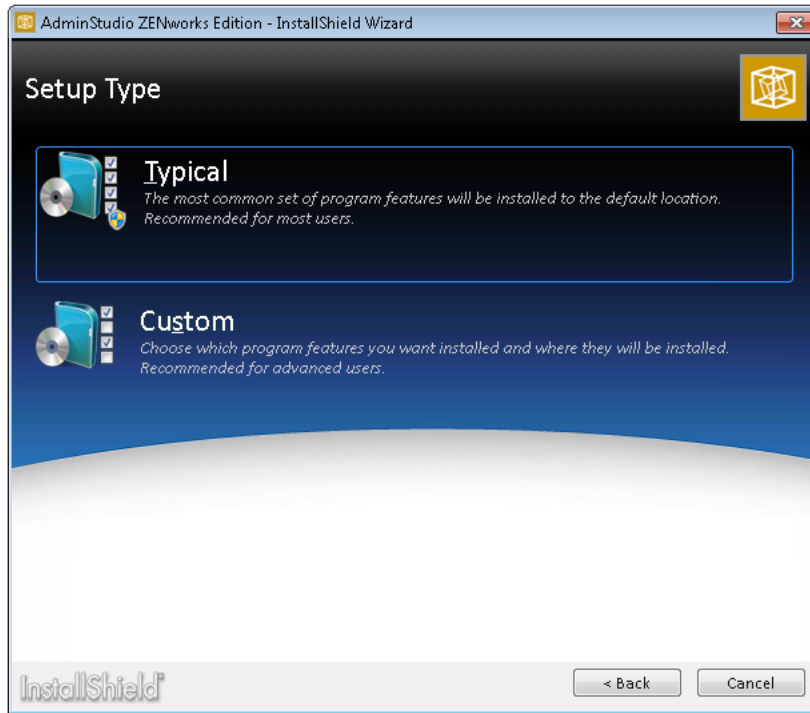 AdminStudio ZENworks Edition - InstallShield Wizard
Setup Type
Typical
The most common set of program features will be installed to the default location.
Recommended for most users.
Custom
Choose which program features you want installed and where they will be installed.
Recommended for advanced users.
InstallShield
< Back
Cancel